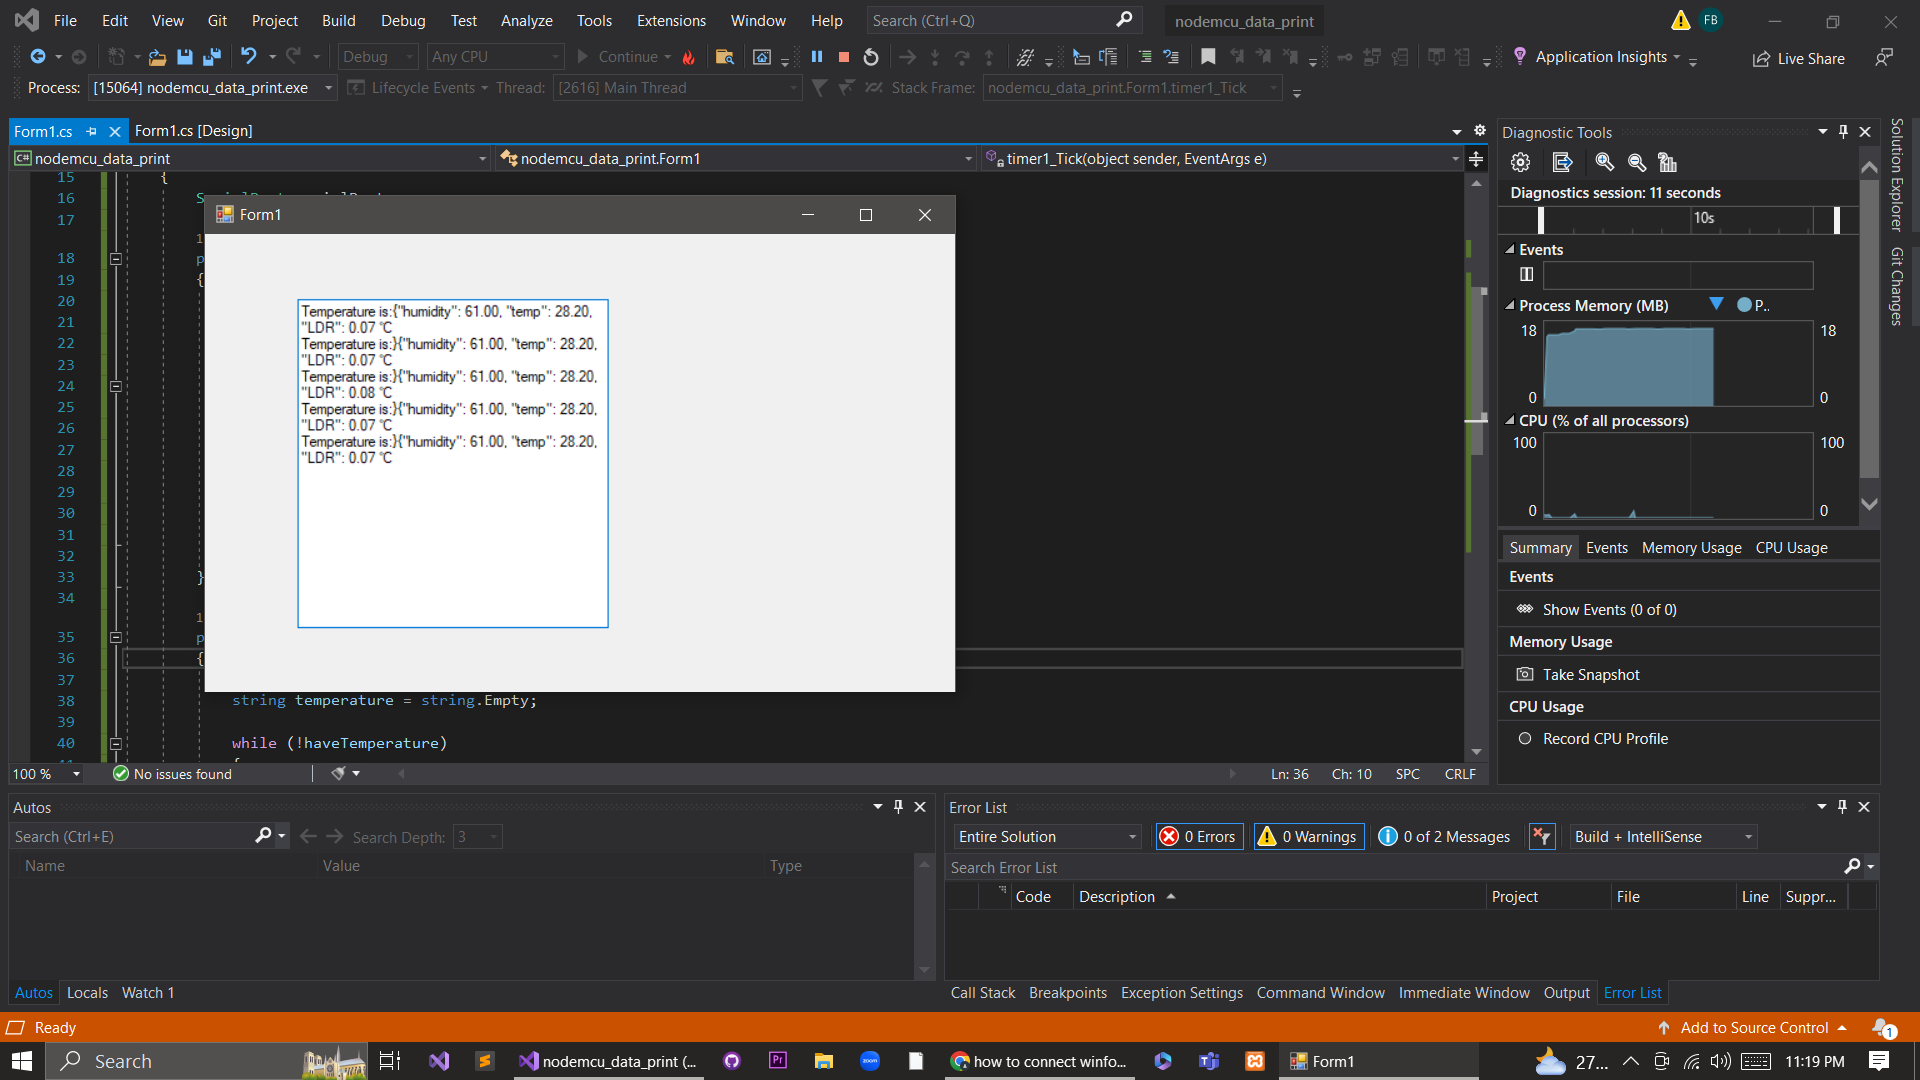 File Edit View Git Project Build Debug Test Analyze Tools Extensions Window Help Search (Ctrl+Q) nodemcu_data_print FB
Debug Any CPU Continue Application Insights Live Share
Process: [15064] nodemcu_data_print.exe Lifecycle Events Thread: [2616] Main Thread Stack Frame: nodemcu_data_print.Form1.timer1_Tick
Form1.cs Form1.cs [Design]
C# nodemcu_data_print nodemcu_data_print.Form1 timer1_Tick(object sender, EventArgs e)
15 {
16
17
18
19 {
20
21
22
23
24
25
26
27
28
29
30
31
32
33 }
34
35
36 {
37
38 string temperature = string.Empty;
39
40 while (!haveTemperature)
Form1
Temperature is:{"humidity": 61.00, "temp": 28.20,
"LDR": 0.07 °C
Temperature is:}{"humidity": 61.00, "temp": 28.20,
"LDR": 0.07 °C
Temperature is:}{"humidity": 61.00, "temp": 28.20,
"LDR": 0.08 °C
Temperature is:}{"humidity": 61.00, "temp": 28.20,
"LDR": 0.07 °C
Temperature is:}{"humidity": 61.00, "temp": 28.20,
"LDR": 0.07 °C
100 % No issues found Ln: 36 Ch: 10 SPC CRLF
Diagnostic Tools
Diagnostics session: 11 seconds
10s
Events
Process Memory (MB) P..
18 18
0 0
CPU (% of all processors)
100 100
0 0
Summary Events Memory Usage CPU Usage
Events
Show Events (0 of 0)
Memory Usage
Take Snapshot
CPU Usage
Record CPU Profile
Solution Explorer
Git Changes
Autos
Search (Ctrl+E) Search Depth: 3
Name Value Type
Autos Locals Watch 1
Error List
Entire Solution 0 Errors 0 Warnings 0 of 2 Messages Build + IntelliSense
Search Error List
Code Description Project File Line Suppr...
Call Stack Breakpoints Exception Settings Command Window Immediate Window Output Error List
Ready Add to Source Control 1
Search nodemcu_data_print (... Pr zoom how to connect winfo... Form1 27... 11:19 PM